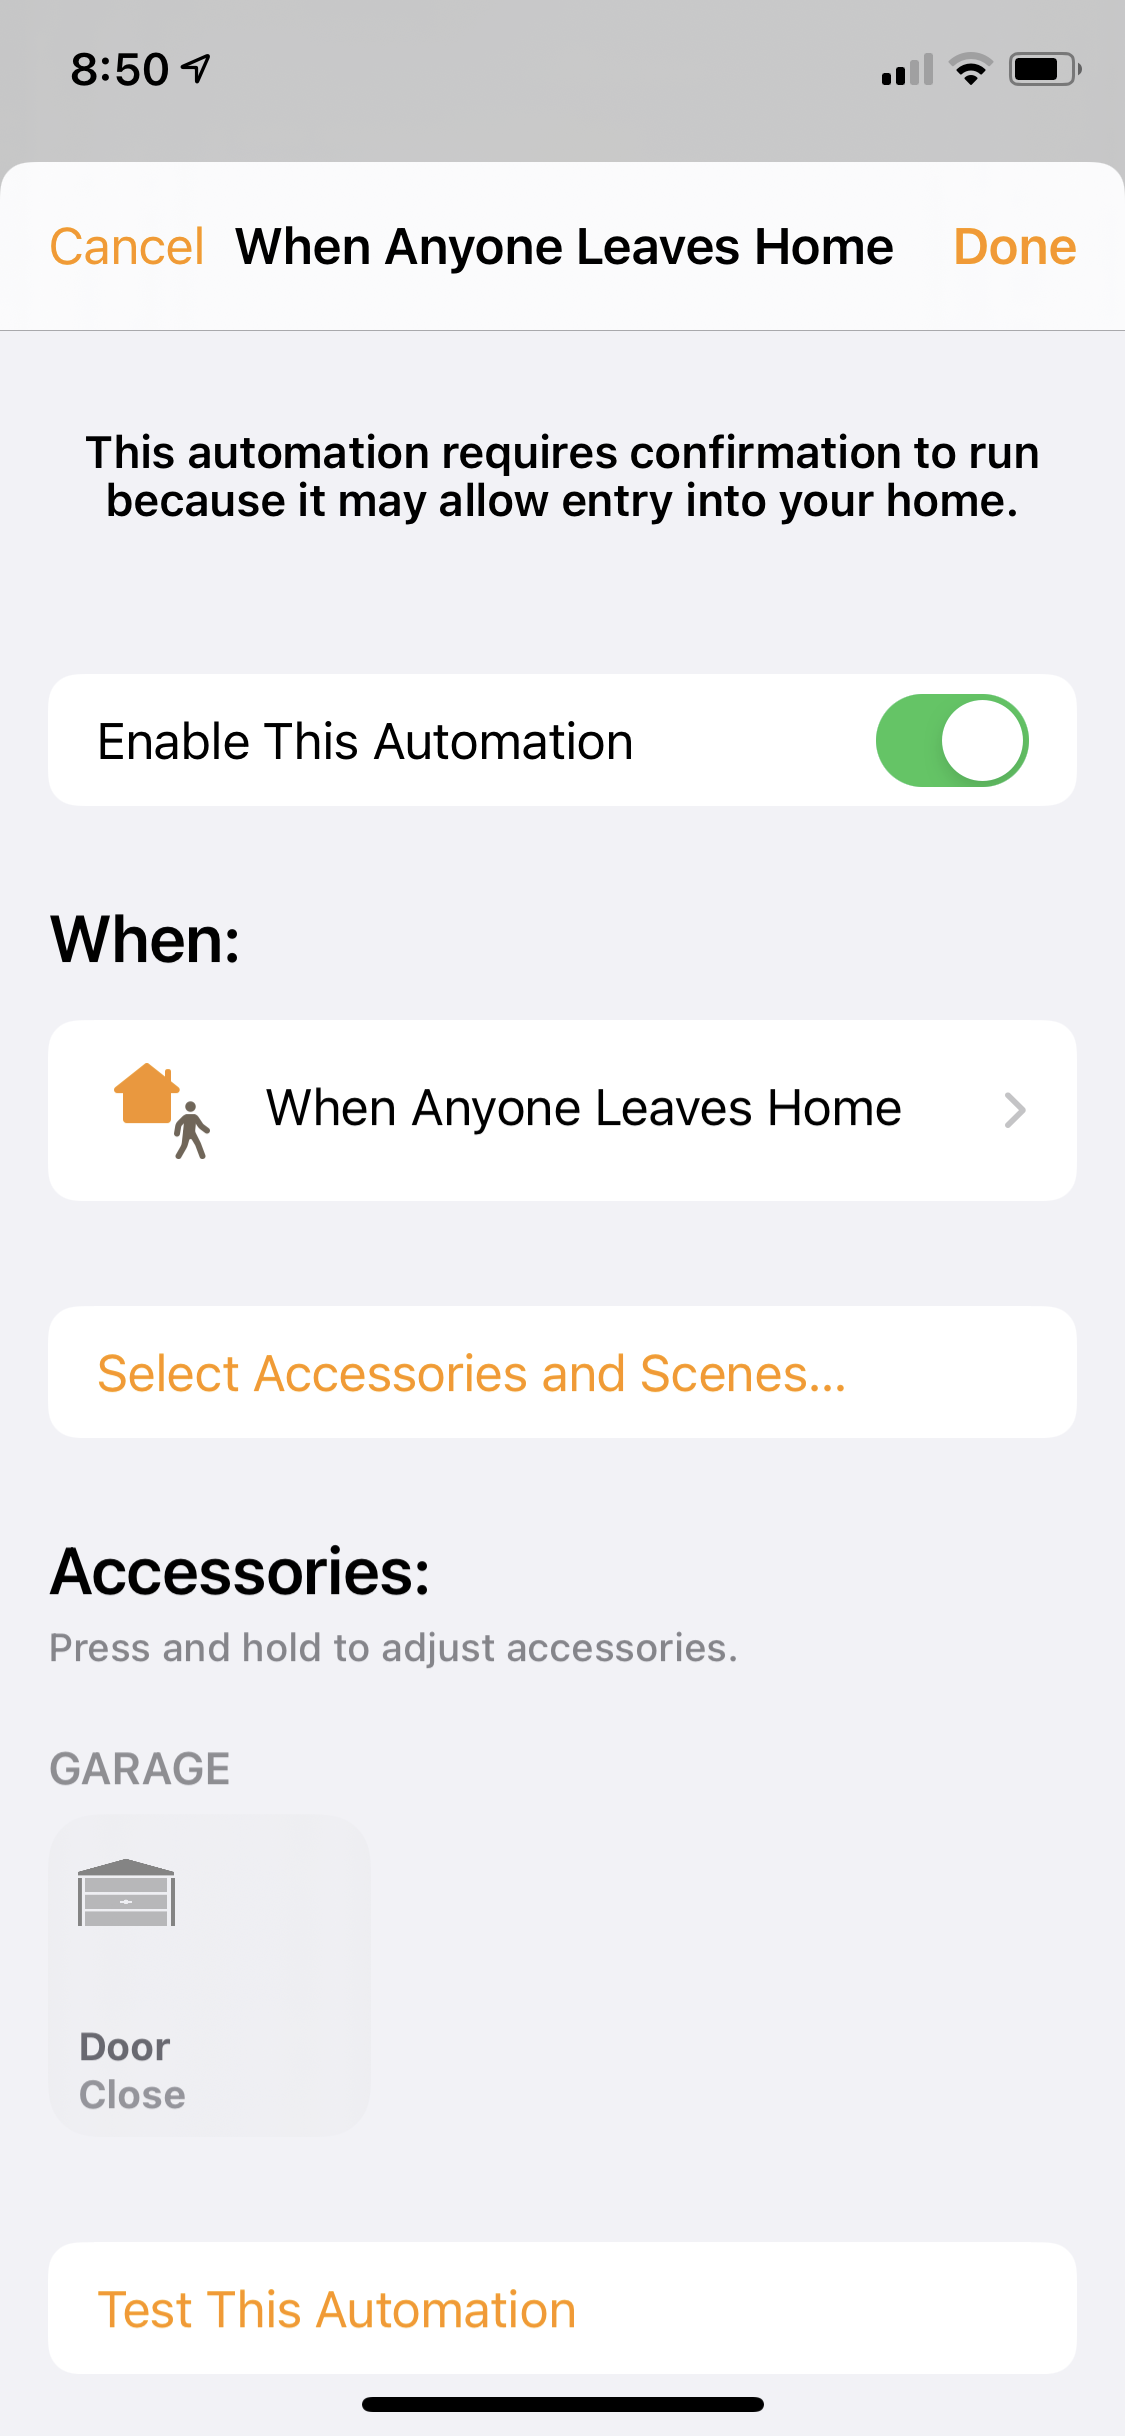 8:50
Cancel When Anyone Leaves Home Done
This automation requires confirmation to run
because it may allow entry into your home.
Enable This Automation
When:
When Anyone Leaves Home
Select Accessories and Scenes...
Accessories:
Press and hold to adjust accessories.
GARAGE
Door
Close
Test This Automation